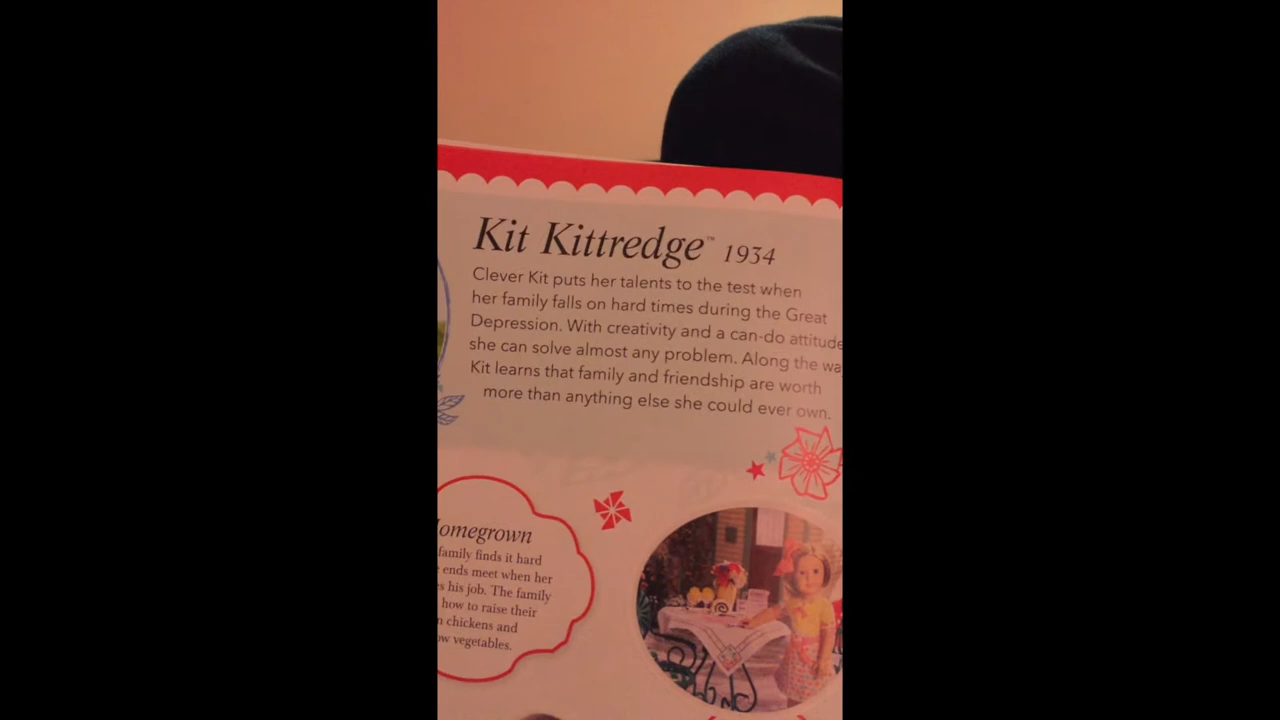 Kit Kittredge™ 1934
Clever Kit puts her talents to the test when
her family falls on hard times during the Great
Depression. With creativity and a can-do attitude
she can solve almost any problem. Along the wa
Kit learns that family and friendship are worth
more than anything else she could ever own.
omegrown
family finds it hard
ends meet when her
s his job. The family
how to raise their
n chickens and
ow vegetables.